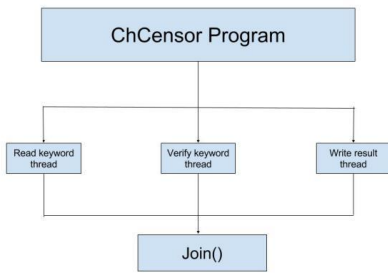 ChCensor Program
Read keyword
thread
Verify keyword
thread
Write result
thread
Join()